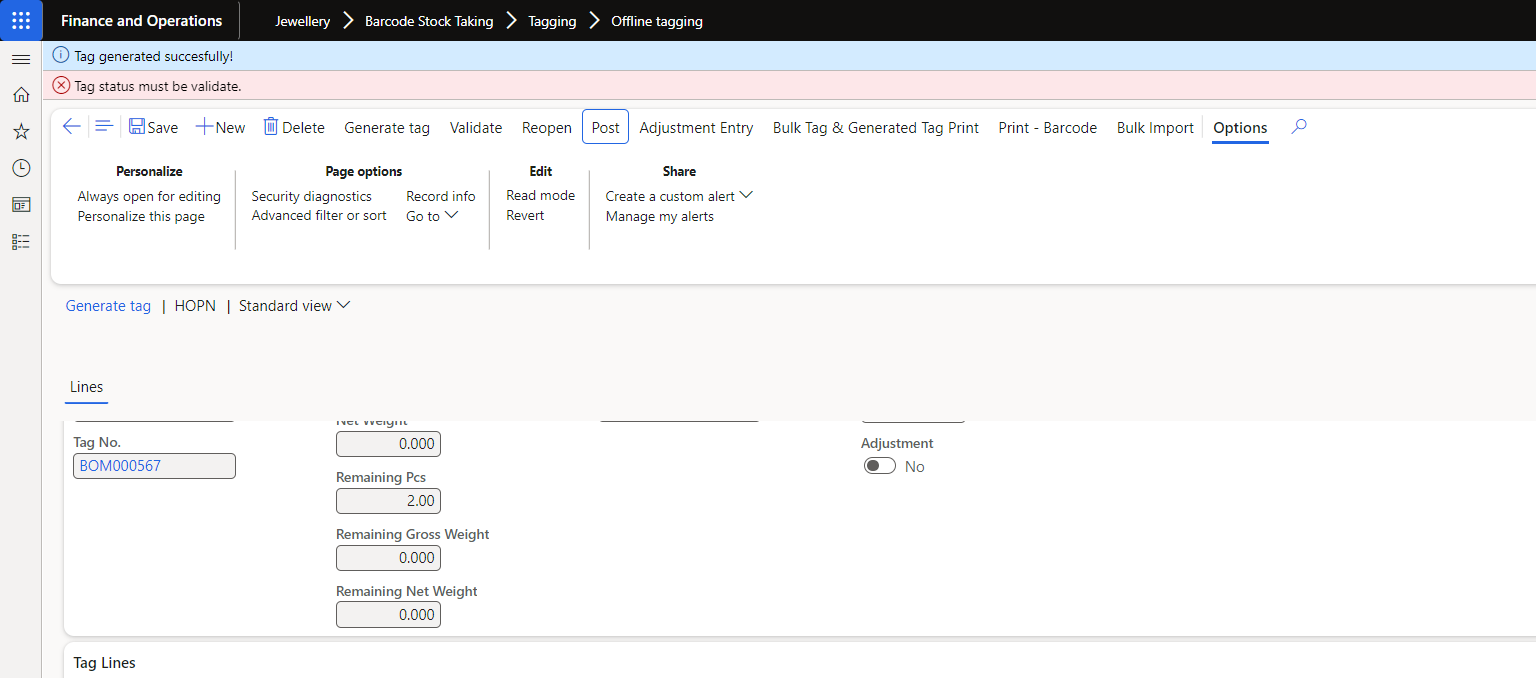 Finance and Operations
Jewellery > Barcode Stock Taking > Tagging > Offline tagging
Tag generated succesfully!
Tag status must be validate.
Save New Delete Generate tag Validate Reopen Post Adjustment Entry Bulk Tag & Generated Tag Print Print - Barcode Bulk Import Options
Personalize
Always open for editing
Personalize this page
Page options
Security diagnostics
Advanced filter or sort
Record info
Go to
Edit
Read mode
Revert
Share
Create a custom alert
Manage my alerts
Generate tag | HOPN | Standard view
Lines
Tag No.
BOM000567
Net Weight
0.000
Remaining Pcs
2.00
Remaining Gross Weight
0.000
Remaining Net Weight
0.000
Adjustment
No
Tag Lines